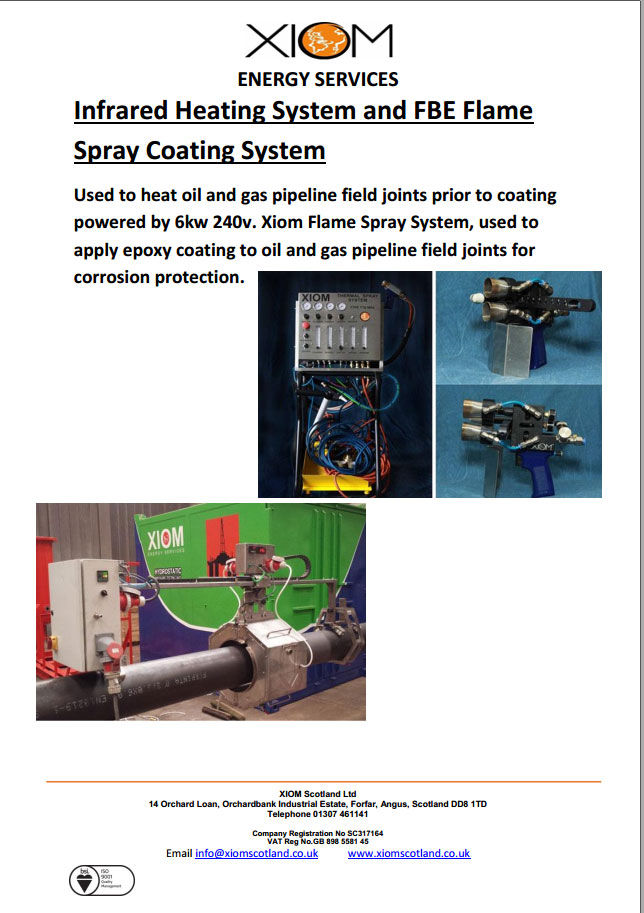 XIOM
ENERGY SERVICES
Infrared Heating System and FBE Flame
Spray Coating System
Used to heat oil and gas pipeline field joints prior to coating
powered by 6kw 240v. Xiom Flame Spray System, used to
apply epoxy coating to oil and gas pipeline field joints for
corrosion protection.
XIOM THERMAL SPRAY
SYSTEM
XIOM
XIOM
ENERGY SERVICES
HYDROSTATIC
XIOM Scotland Ltd
14 Orchard Loan, Orchardbank Industrial Estate, Forfar, Angus, Scotland DD8 1TD
Telephone 01307 461141
Company Registration No SC317164
VAT Reg No.GB 898 5581 45
Email info@xiomscotland.co.uk www.xiomscotland.co.uk
bsi.
ISO
9001
Quality
Management